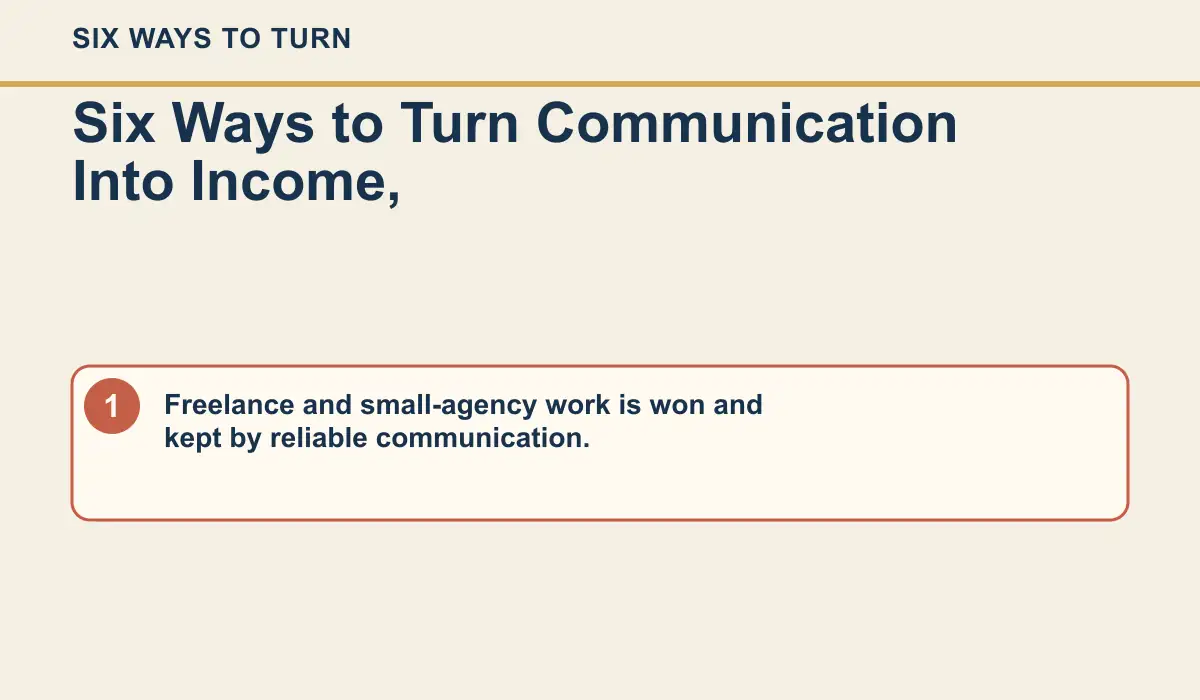 SIX WAYS TO TURN
Six Ways to Turn Communication
Into Income,
1
Freelance and small-agency work is won and
kept by reliable communication.